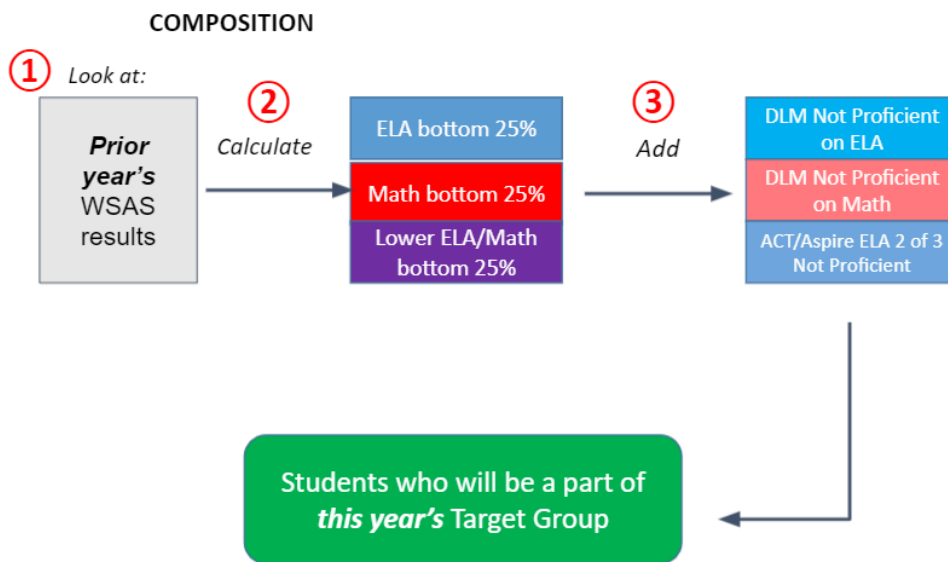 COMPOSITION
① Look at:
Prior
year's
WSAS
results
②
Calculate
ELA bottom 25%
Math bottom 25%
Lower ELA/Math
bottom 25%
③
Add
DLM Not Proficient
on ELA
DLM Not Proficient
on Math
ACT/Aspire ELA 2 of 3
Not Proficient
Students who will be a part of
this year's Target Group